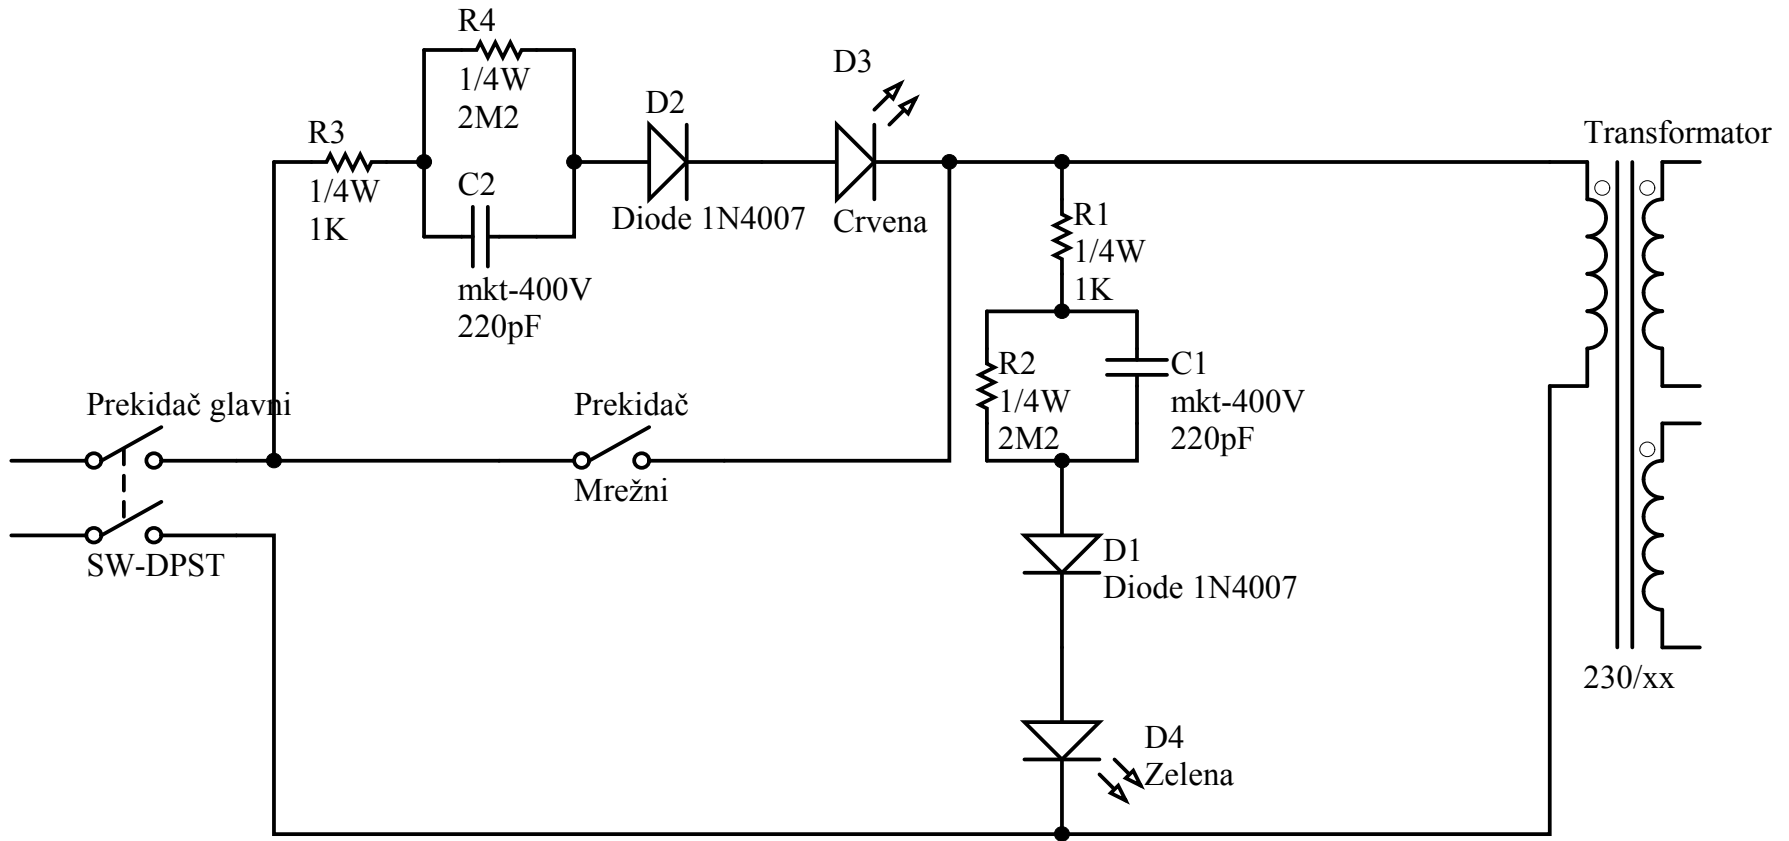 R4
1/4W
2M2
R3
1/4W
1K
C2
mkt-400V
220pF
D2
Diode 1N4007
D3
Crvena
Transformator
R1
1/4W
1K
R2
1/4W
2M2
C1
mkt-400V
220pF
Prekidač glavni
SW-DPST
Prekidač
Mrežni
D1
Diode 1N4007
D4
Zelena
230/xx